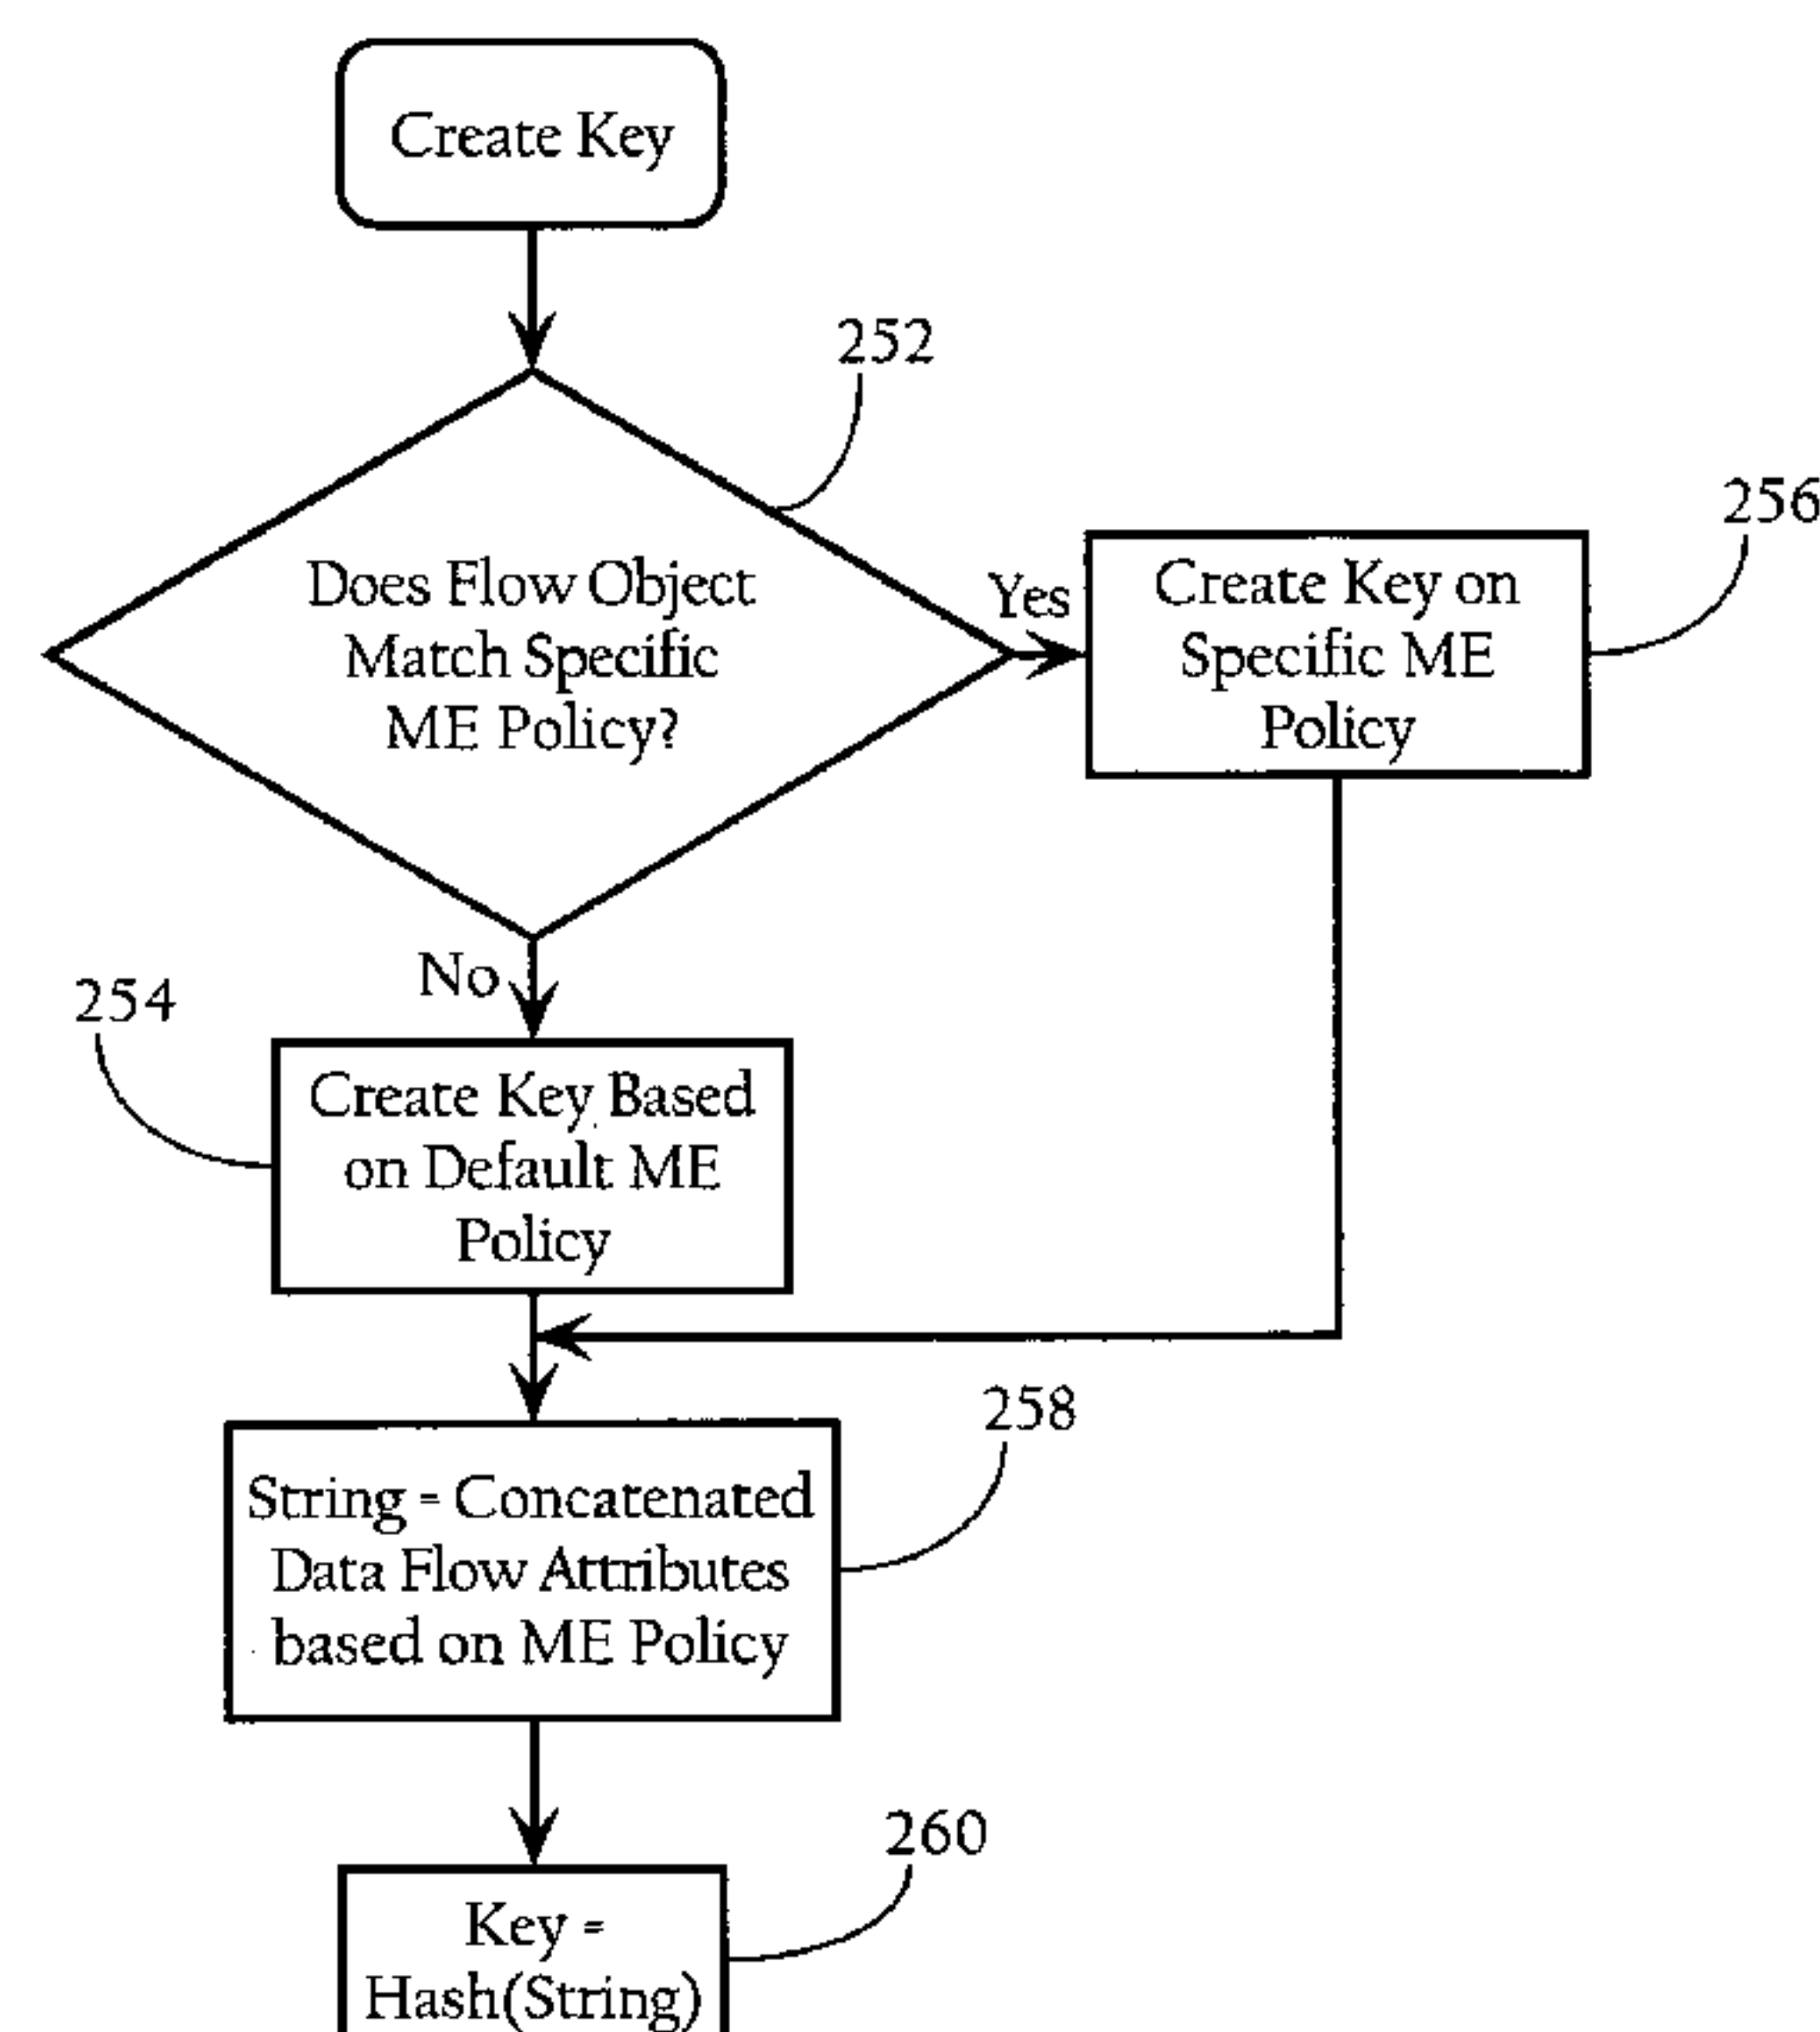 Create Key
252
Does Flow Object
Match Specific
ME Policy?
Yes
256
Create Key on
Specific ME
Policy
No
254
Create Key Based
on Default ME
Policy
258
String = Concatenated
Data Flow Attributes
based on ME Policy
260
Key =
Hash(String)